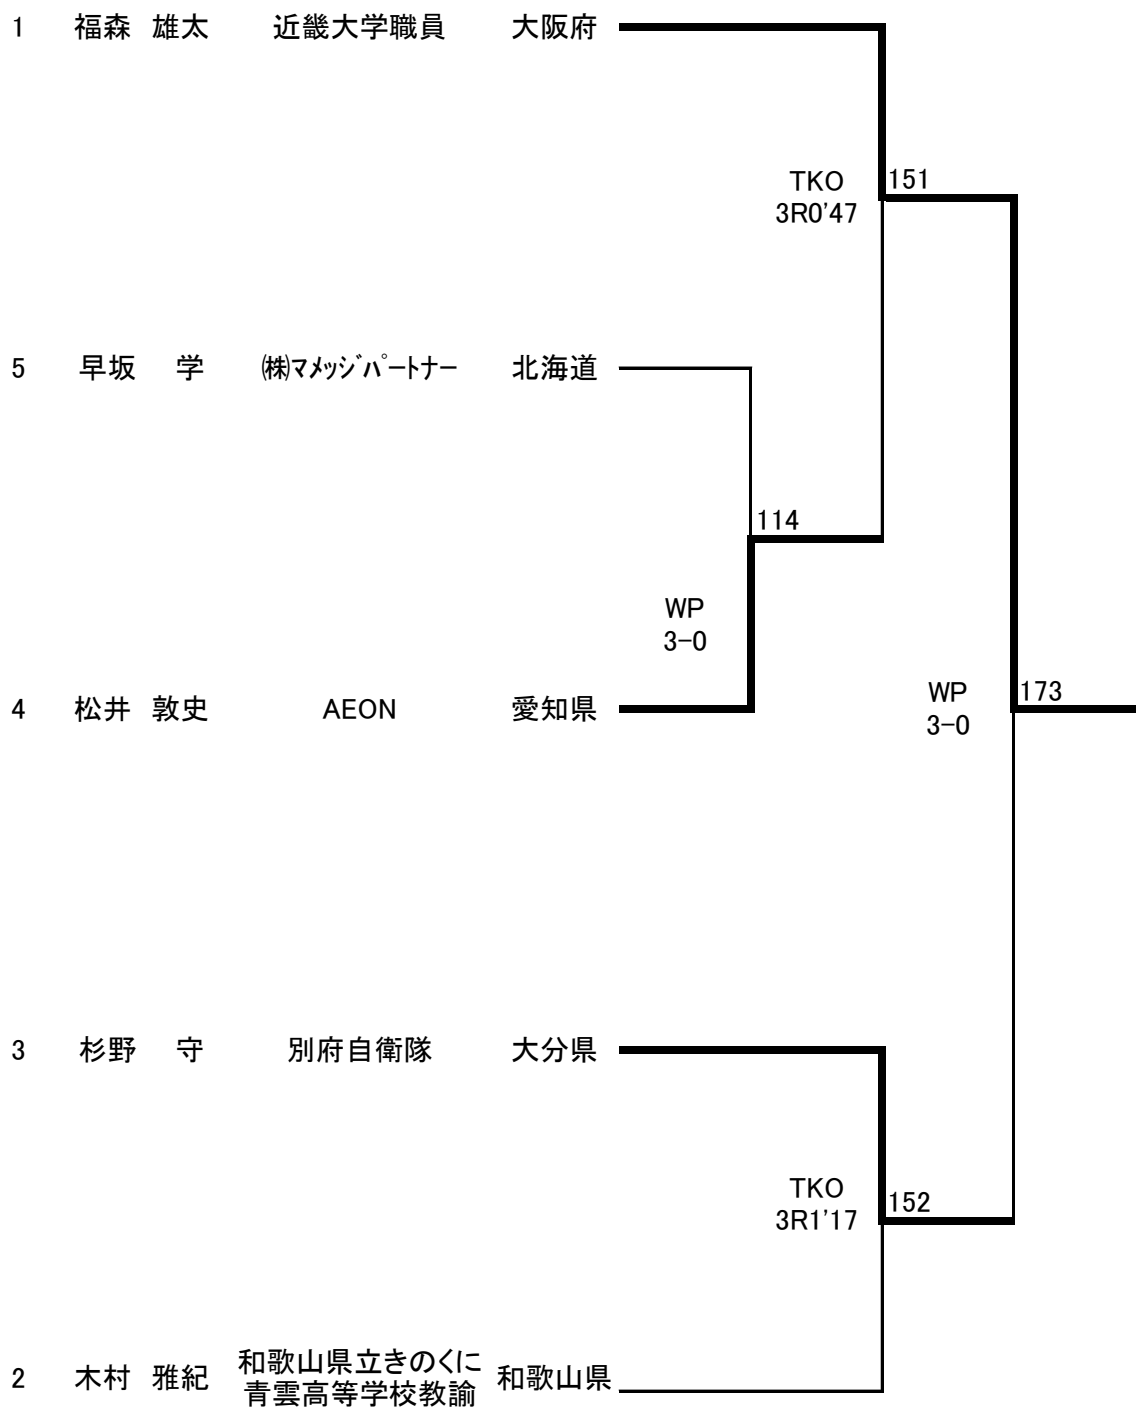 1 福森 雄太 近畿大学職員 大阪府
151
TKO
3R0'47
5 早坂 学 ㈱マメッジパートナー 北海道
114
WP
3-0
4 松井 敦史 AEON 愛知県
WP
3-0
173
3 杉野 守 別府自衛隊 大分県
TKO
3R1'17
152
2 木村 雅紀 和歌山県立きのくに
青雲高等学校教諭 和歌山県